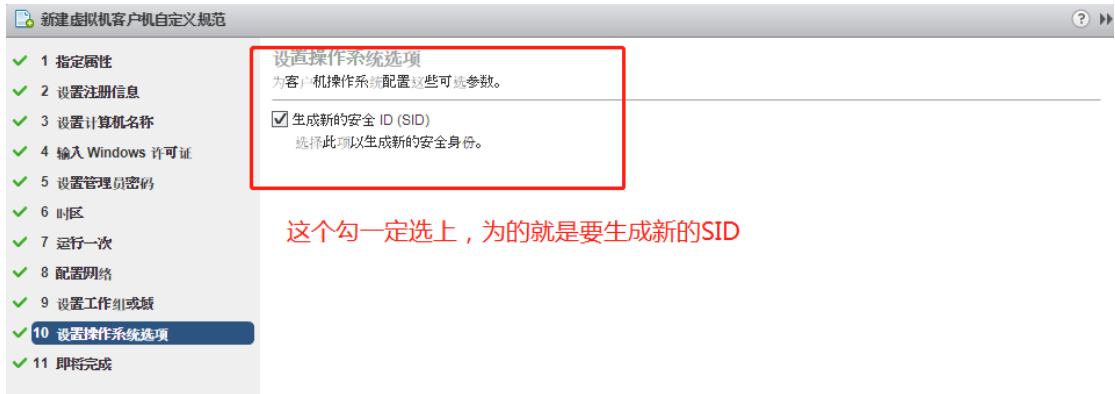 新建虚拟机客户机自定义规范
1 指定属性
2 设置注册信息
3 设置计算机名称
4 输入 Windows 许可证
5 设置管理员密码
6 时区
7 运行一次
8 配置网络
9 设置工作组或域
10 设置操作系统选项
11 即将完成
设置操作系统选项
为客户机操作系统配置这些可选参数。
生成新的安全 ID (SID)
选择此项以生成新的安全身份。
这个勾一定选上，为的就是要生成新的SID